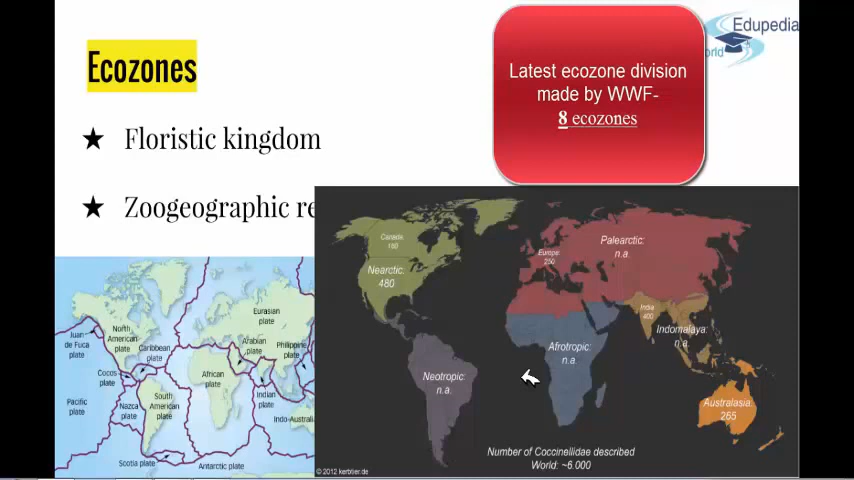 Edupedia
World
Latest ecozone division
made by WWF-
8 ecozones
Ecozones
★ Floristic kingdom
★ Zoogeographic re
Juan
de Fuca
plate
North
American
plate
Caribbean
plate
Cocos
plate
Pacific
plate
Nazca
plate
South
American
plate
Scotia plate
Antarctic plate
African
plate
Eurasian
plate
Arabian
plate
Indian
plate
Philippine
plate
Indo-Austral
Canada:
160
Nearctic:
480
Neotropic:
n.a.
Europe:
250
Palearctic:
n.a.
Afrotropic:
n.a.
India
400
Indomalaya:
n.a.
Australasia:
265
Number of Coccinellidae described
World: ~6.000
© 2012 kerbtier.de